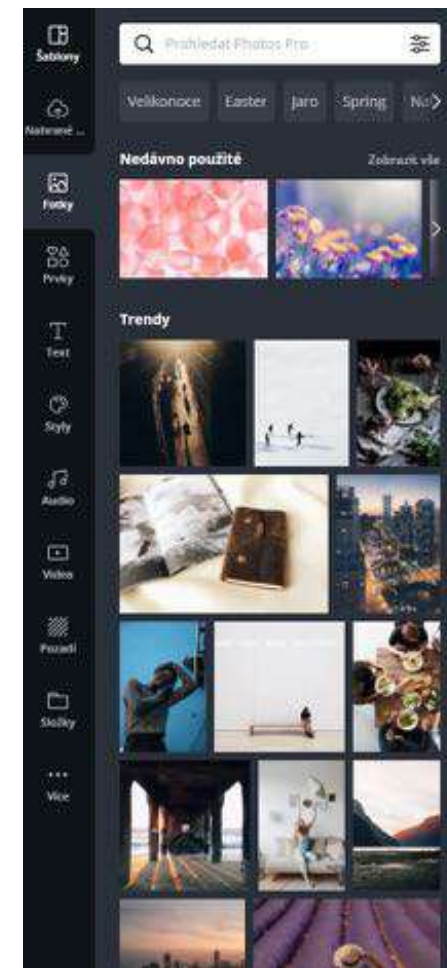 Šablony
Nahrané ...
Fotky
Prvky
Text
Styly
Audio
Videa
Pozadí
Složky
Více
Prohledat Photos Pro
Velikonoce Easter Jaro Spring
Nedávno použité Zobrazit vše
Trendy